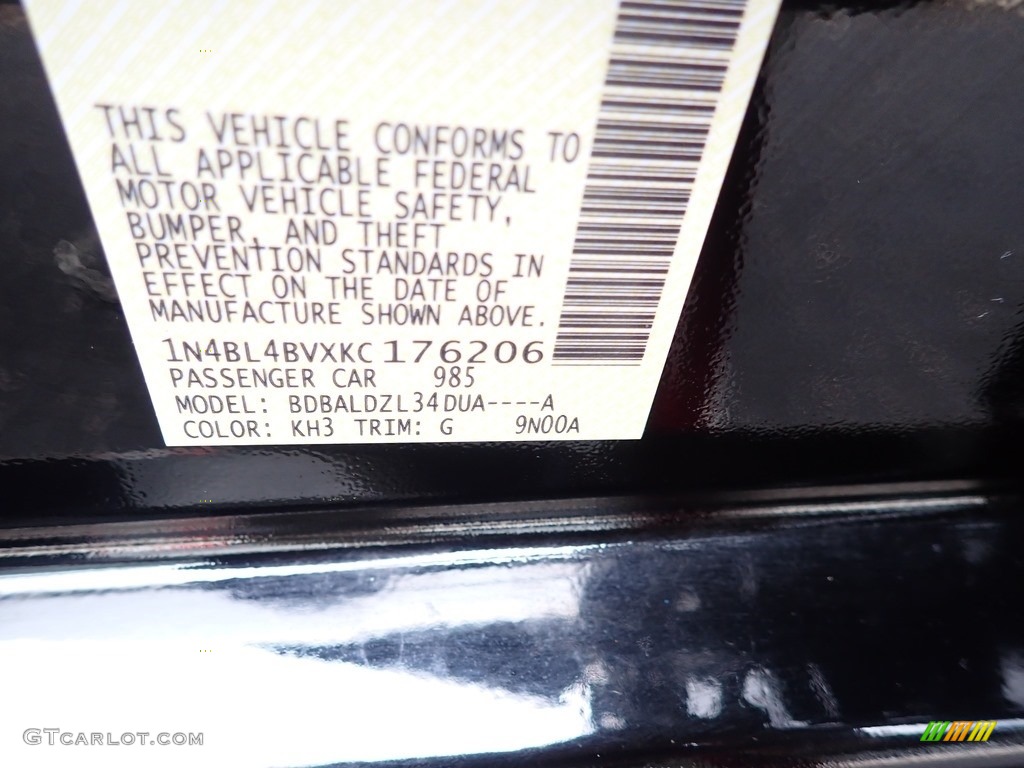 THIS VEHICLE CONFORMS TO
ALL APPLICABLE FEDERAL
MOTOR VEHICLE SAFETY,
BUMPER, AND THEFT
PREVENTION STANDARDS IN
EFFECT ON THE DATE OF
MANUFACTURE SHOWN ABOVE.
1N4BL4BVXKC176206
PASSENGER CAR 985
MODEL: BDBALDZL34DUA----A
COLOR: KH3 TRIM: G 9N00A
GTCARLOT.COM